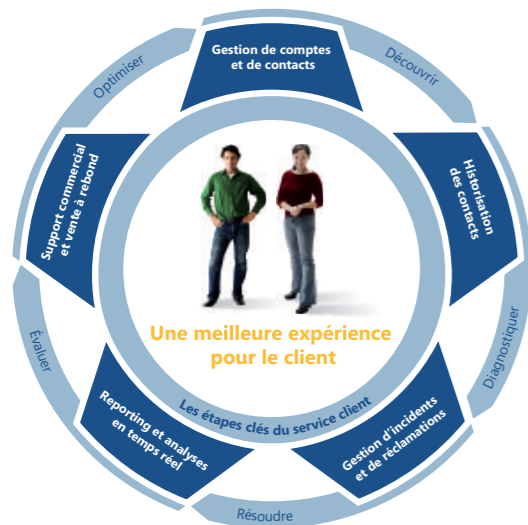 Gestion de comptes
et de contacts
Découvrir
Historisation
des contacts
Diagnostiquer
Gestion d'incidents
et de réclamations
Résoudre
Reporting et analyses
en temps réel
Évaluer
Support commercial
et vente à rebond
Optimiser
Une meilleure expérience
pour le client
Les étapes clés du service client